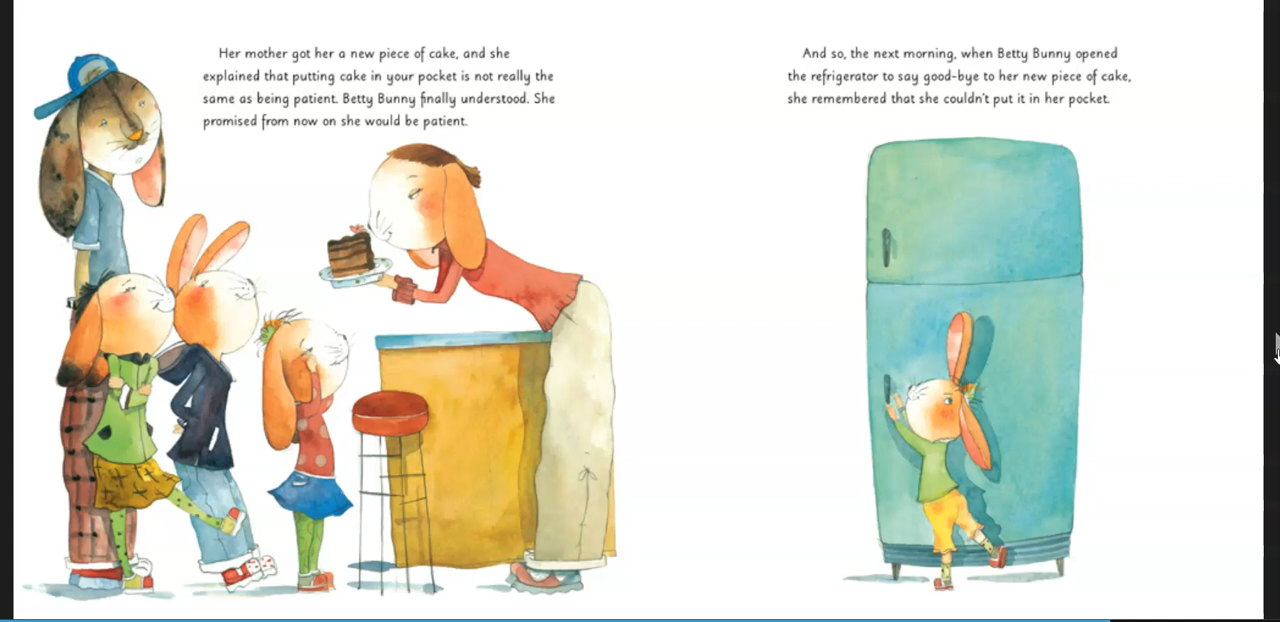 Her mother got her a new piece of cake, and she
explained that putting cake in your pocket is not really the
same as being patient. Betty Bunny finally understood. She
promised from now on she would be patient.
And so, the next morning, when Betty Bunny opened
the refrigerator to say good-bye to her new piece of cake,
she remembered that she couldn't put it in her pocket.